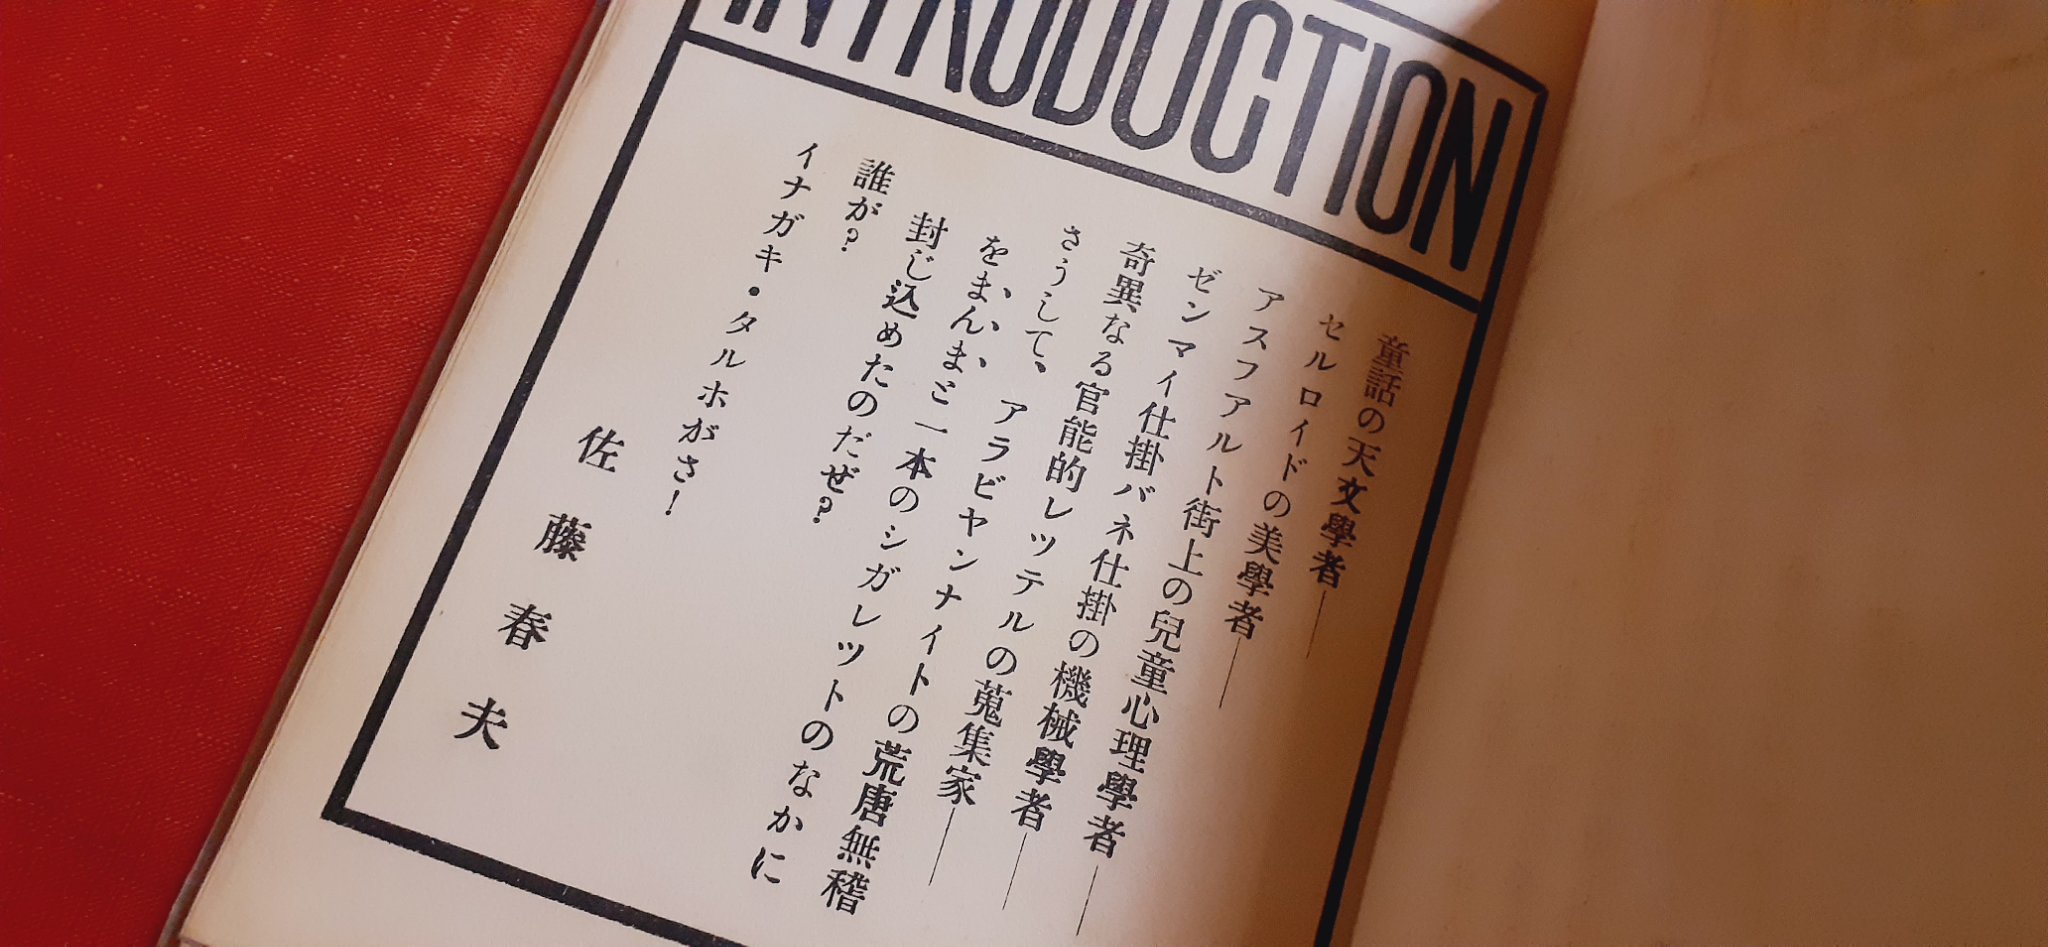 INTRODUCTION
童話の天文學者―
セルロイドの美學者―
アスフアルト街上の兒童心理學者―
ゼンマイ仕掛バネ仕掛の機械學者―
奇異なる官能的レツテルの蒐集家―
さうして、アラビヤンナイトの荒唐無稽
をまんまと一本のシガレツトのなかに
封じ込めたのだぜ?
誰が?
イナガキ・タルホがさ!
佐藤春夫